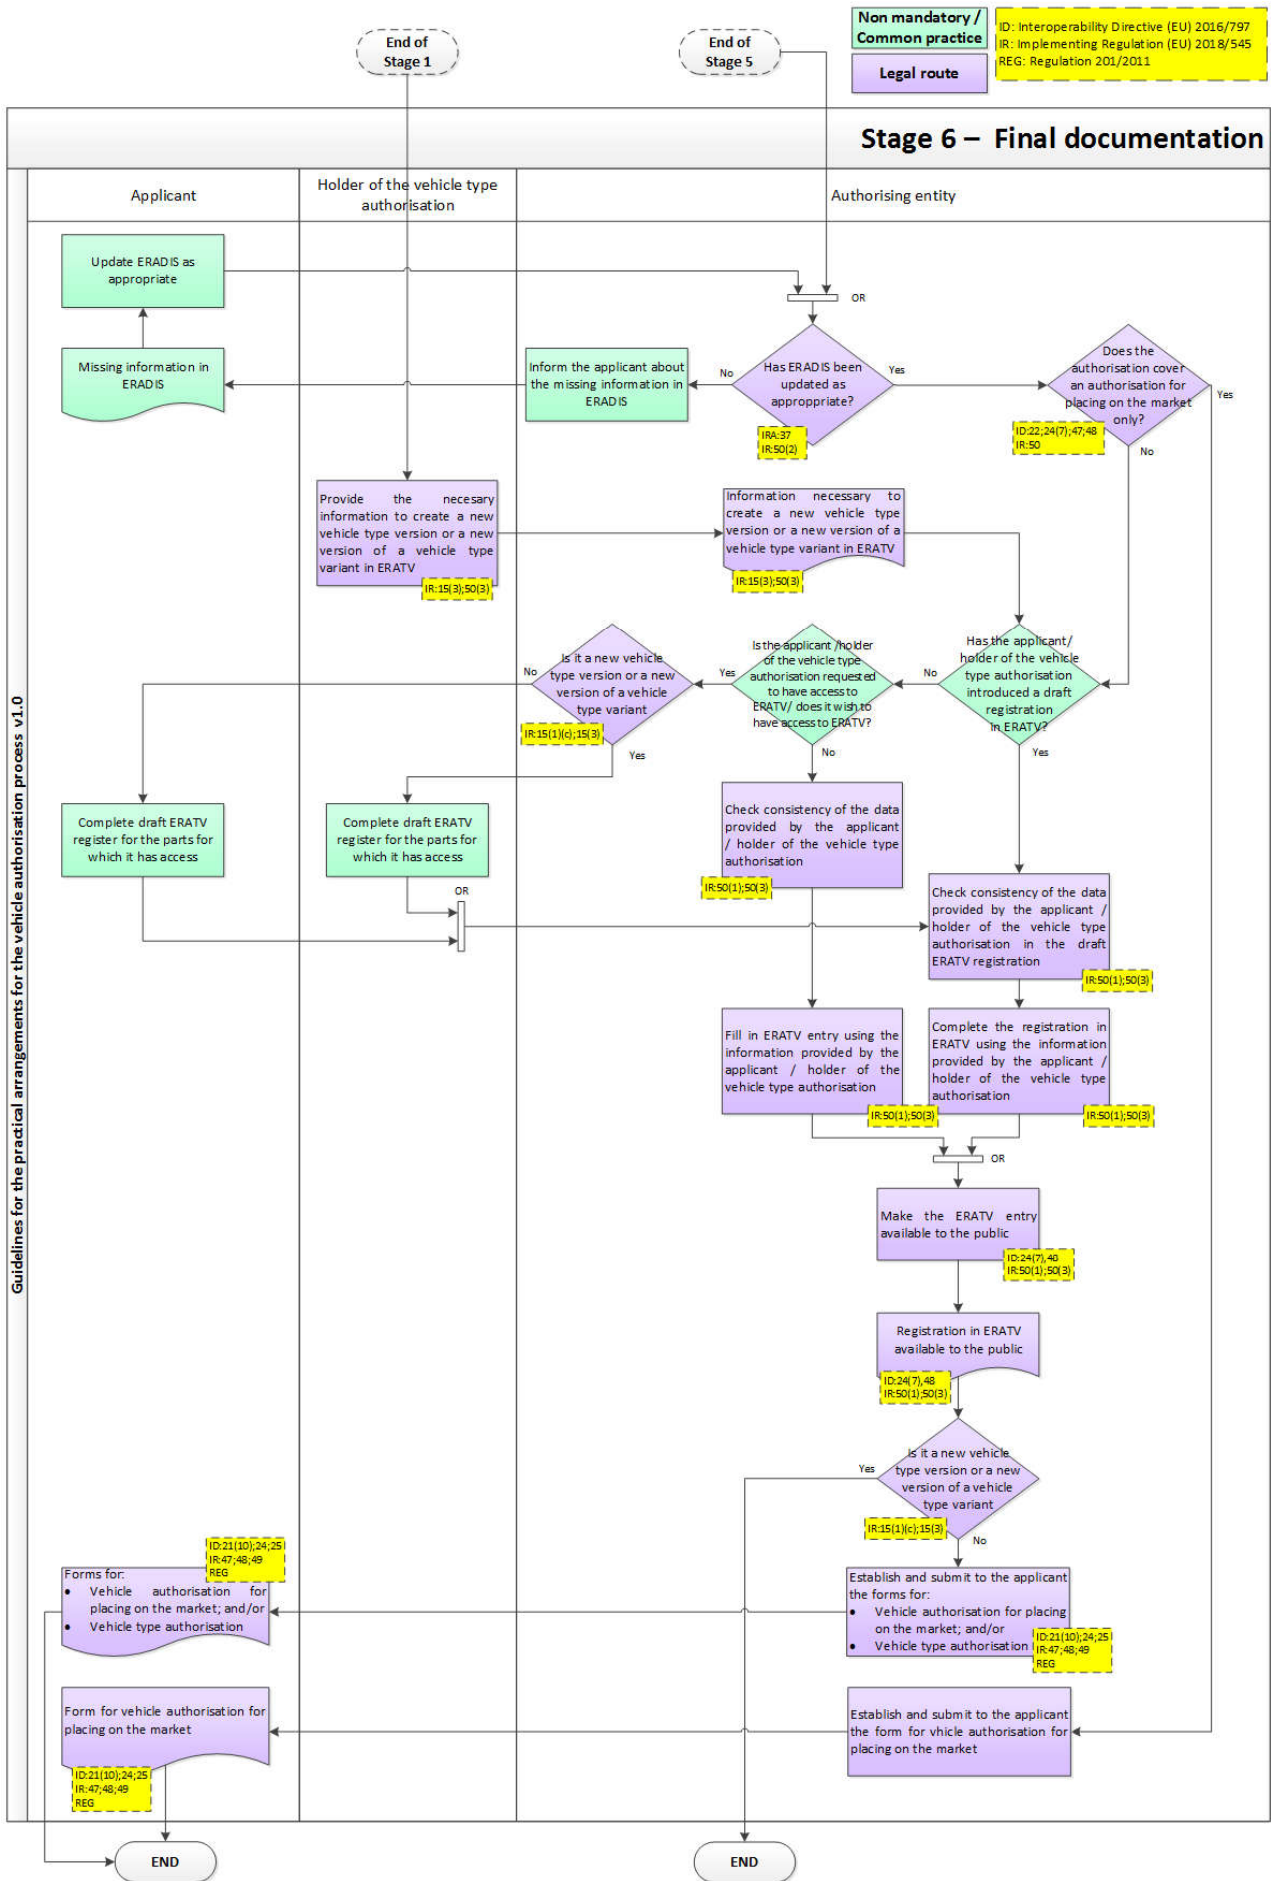 End of
Stage 1
End of
Stage 5
Non mandatory /
Common practice
Legal route
ID: Interoperability Directive (EU) 2016/797
IR: Implementing Regulation (EU) 2018/545
REG: Regulation 201/2011
Stage 6 – Final documentation
Guidelines for the practical arrangements for the vehicle authorisation process v1.0
Applicant
Holder of the vehicle type
authorisation
Authorising entity
Update ERADIS as
appropriate
OR
Missing information in
ERADIS
Inform the applicant about
the missing information in
ERADIS
No
Has ERADIS been
updated as
approppriate?
Yes
IRA:37
IR:50(2)
Does the
authorisation cover
an authorisation for
placing on the market
only?
Yes
ID:22;24(7);47;48
IR:50
No
Provide the necesary
information to create a new
vehicle type version or a new
version of a vehicle type
variant in ERATV
IR:15(3);50(3)
Information necessary to
create a new vehicle type
version or a new version of a
vehicle type variant in ERATV
IR:15(3);50(3)
No
Is it a new vehicle
type version or a new
version of a vehicle
type variant
IR:15(1)(c);15(3)
Yes
Yes
Is the applicant /holder
of the vehicle type
authorisation requested
to have access to
ERATV/ does it wish to
have access to ERATV?
No
No
Has the applicant/
holder of the vehicle
type authorisation
introduced a draft
registration
in ERATV?
Yes
Complete draft ERATV
register for the parts for
which it has access
Complete draft ERATV
register for the parts for
which it has access
OR
Check consistency of the data
provided by the applicant
/ holder of the vehicle type
authorisation
IR:50(1);50(3)
Check consistency of the data
provided by the applicant /
holder of the vehicle type
authorisation in the draft
ERATV registration
IR:50(1);50(3)
Fill in ERATV entry using the
information provided by the
applicant / holder of the
vehicle type authorisation
IR:50(1);50(3)
Complete the registration in
ERATV using the information
provided by the applicant /
holder of the vehicle type
authorisation
IR:50(1);50(3)
OR
Make the ERATV entry
available to the public
ID:24(7),48
IR:50(1);50(3)
Registration in ERATV
available to the public
ID:24(7),48
IR:50(1);50(3)
Yes
Is it a new vehicle
type version or a new
version of a vehicle
type variant
IR:15(1)(c);15(3)
No
ID:21(10);24;25
IR:47;48;49
REG
Forms for:
• Vehicle authorisation for
placing on the market; and/or
• Vehicle type authorisation
Establish and submit to the applicant
the forms for:
• Vehicle authorisation for placing
on the market; and/or
• Vehicle type authorisation
ID:21(10);24;25
IR:47;48;49
REG
Form for vehicle authorisation for
placing on the market
ID:21(10);24;25
IR:47;48;49
REG
Establish and submit to the applicant
the form for vhicle authorisation for
placing on the market
END
END